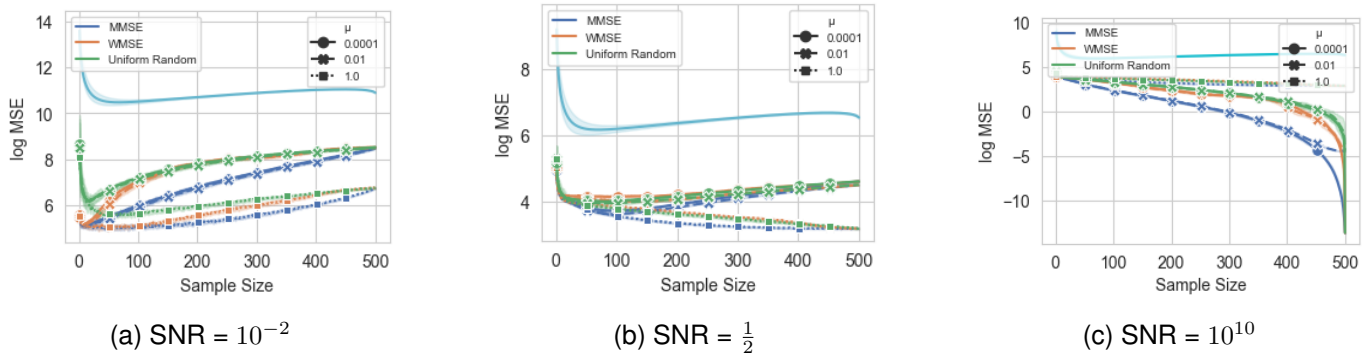 14
12
10
8
6
log MSE
MMSE
WMSE
Uniform Random
μ
0.0001
0.01
1.0
0 100 200 300 400 500
Sample Size
(a) SNR = 10⁻²
8
6
4
log MSE
MMSE
WMSE
Uniform Random
μ
0.0001
0.01
1.0
0 100 200 300 400 500
Sample Size
(b) SNR = 1/2
10
5
0
−5
−10
log MSE
MMSE
WMSE
Uniform Random
μ
0.0001
0.01
1.0
0 100 200 300 400 500
Sample Size
(c) SNR = 10¹⁰